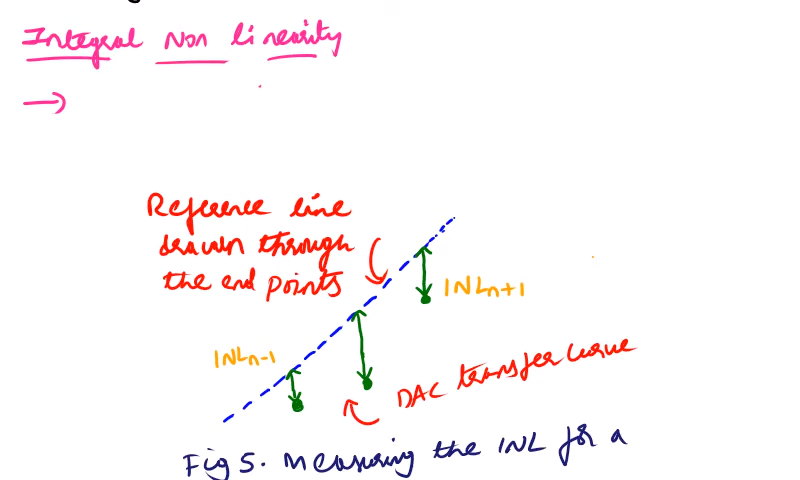 Integral Non linearity
→
Reference line
drawn through
the end points
INLn+1
INLn-1
DAC transfer curve
Fig 5. Measuring the INL for a